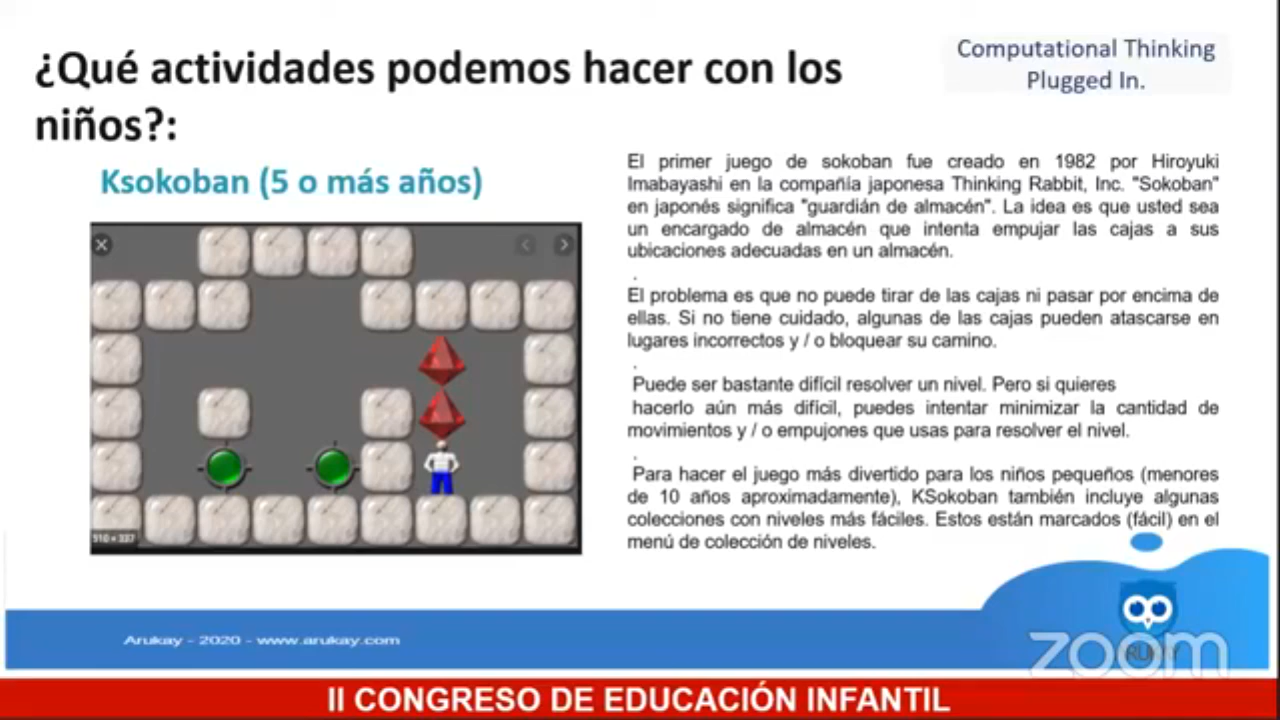 ¿Qué actividades podemos hacer con los
niños?:
Computational Thinking
Plugged In.
Ksokoban (5 o más años)
510 × 337
El primer juego de sokoban fue creado en 1982 por Hiroyuki
Imabayashi en la compañía japonesa Thinking Rabbit, Inc. "Sokoban"
en japonés significa "guardián de almacén". La idea es que usted sea
un encargado de almacén que intenta empujar las cajas a sus
ubicaciones adecuadas en un almacén.
.
El problema es que no puede tirar de las cajas ni pasar por encima de
ellas. Si no tiene cuidado, algunas de las cajas pueden atascarse en
lugares incorrectos y / o bloquear su camino.
.
Puede ser bastante difícil resolver un nivel. Pero si quieres
hacerlo aún más difícil, puedes intentar minimizar la cantidad de
movimientos y / o empujones que usas para resolver el nivel.
.
Para hacer el juego más divertido para los niños pequeños (menores
de 10 años aproximadamente), KSokoban también incluye algunas
colecciones con niveles más fáciles. Estos están marcados (fácil) en el
menú de colección de niveles.
Arukay - 2020 - www.arukay.com
zoom
II CONGRESO DE EDUCACIÓN INFANTIL